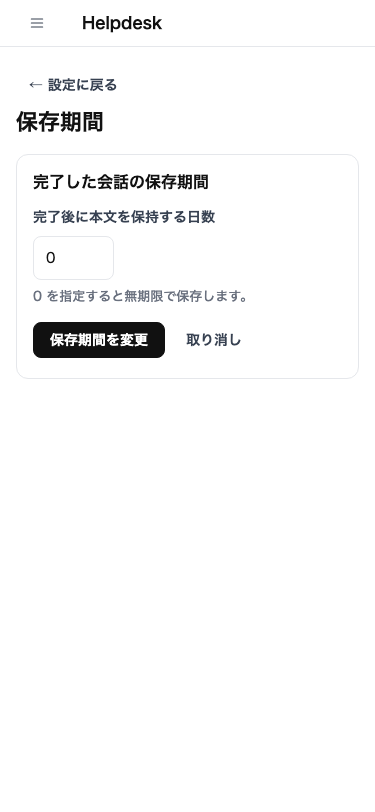 Helpdesk
← 設定に戻る
保存期間
完了した会話の保存期間
完了後に本文を保持する日数
0
0 を指定すると無期限で保存します。
保存期間を変更 取り消し